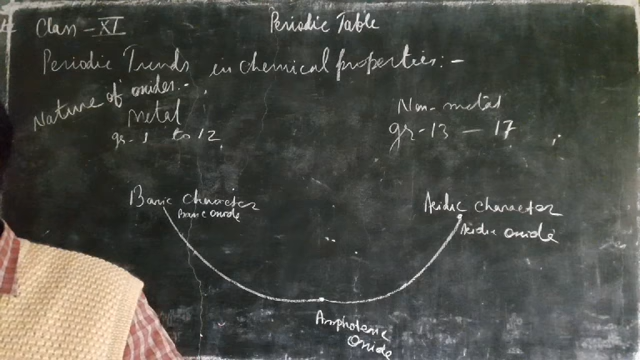 Class - XI
Periodic Table
Periodic Trends in chemical properties:-
Nature of oxides:-
Metal
gr-1 to 12
Non-metal
gr-13 - 17
Basic character
Basic oxide
Acidic character
Acidic oxide
Amphoteric
Oxide